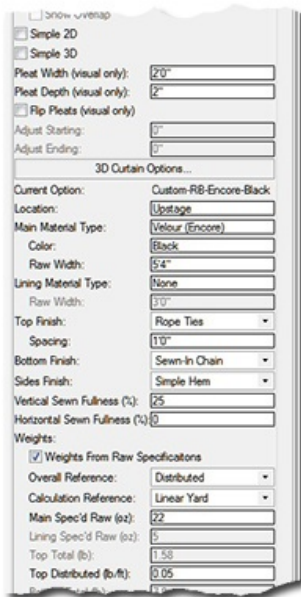 Show Overlap
Simple 2D
Simple 3D
Pleat Width (visual only): 2'0"
Pleat Depth (visual only): 2"
Flip Pleats (visual only)
Adjust Starting: 0"
Adjust Ending: 0"
3D Curtain Options...
Current Option: Custom-RB-Encore-Black
Location: Upstage
Main Material Type: Velour (Encore)
Color: Black
Raw Width: 5'4"
Lining Material Type: None
Raw Width: 3'0"
Top Finish: Rope Ties
Spacing: 1'0"
Bottom Finish: Sewn-In Chain
Sides Finish: Simple Hem
Vertical Sewn Fullness (%): 25
Horizontal Sewn Fullness (%): 0
Weights:
Weights From Raw Specificaitons
Overall Reference: Distributed
Calculation Reference: Linear Yard
Main Spec'd Raw (oz): 22
Lining Spec'd Raw (oz): 5
Top Total (lb): 1.58
Top Distributed (lb/ft): 0.05